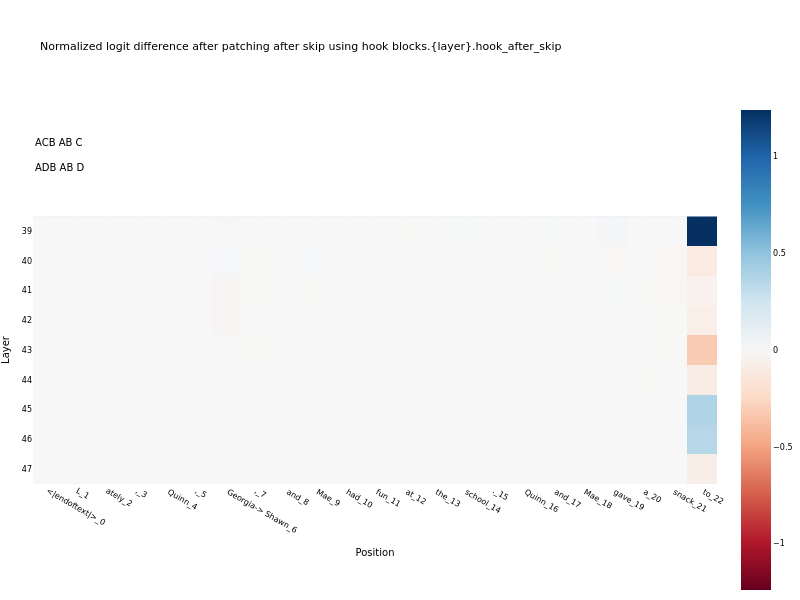 Normalized logit difference after patching after skip using hook blocks.{layer}.hook_after_skip
ACB AB C
ADB AB D
1
0.5
0
−0.5
−1
Layer
39
40
41
42
43
44
45
46
47
<|endoftext|>_0
L_1
ately_2
,_3
Quinn_4
,_5
Georgia-> Shawn_6
,_7
and_8
Mae_9
had_10
fun_11
at_12
the_13
school_14
._15
Quinn_16
and_17
Mae_18
gave_19
a_20
snack_21
to_22
Position